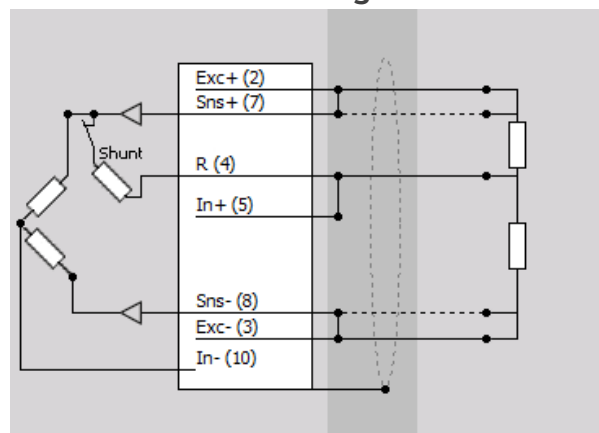 Exc+ (2)
Sns+ (7)
Shunt
R (4)
In+ (5)
Sns- (8)
Exc- (3)
In- (10)